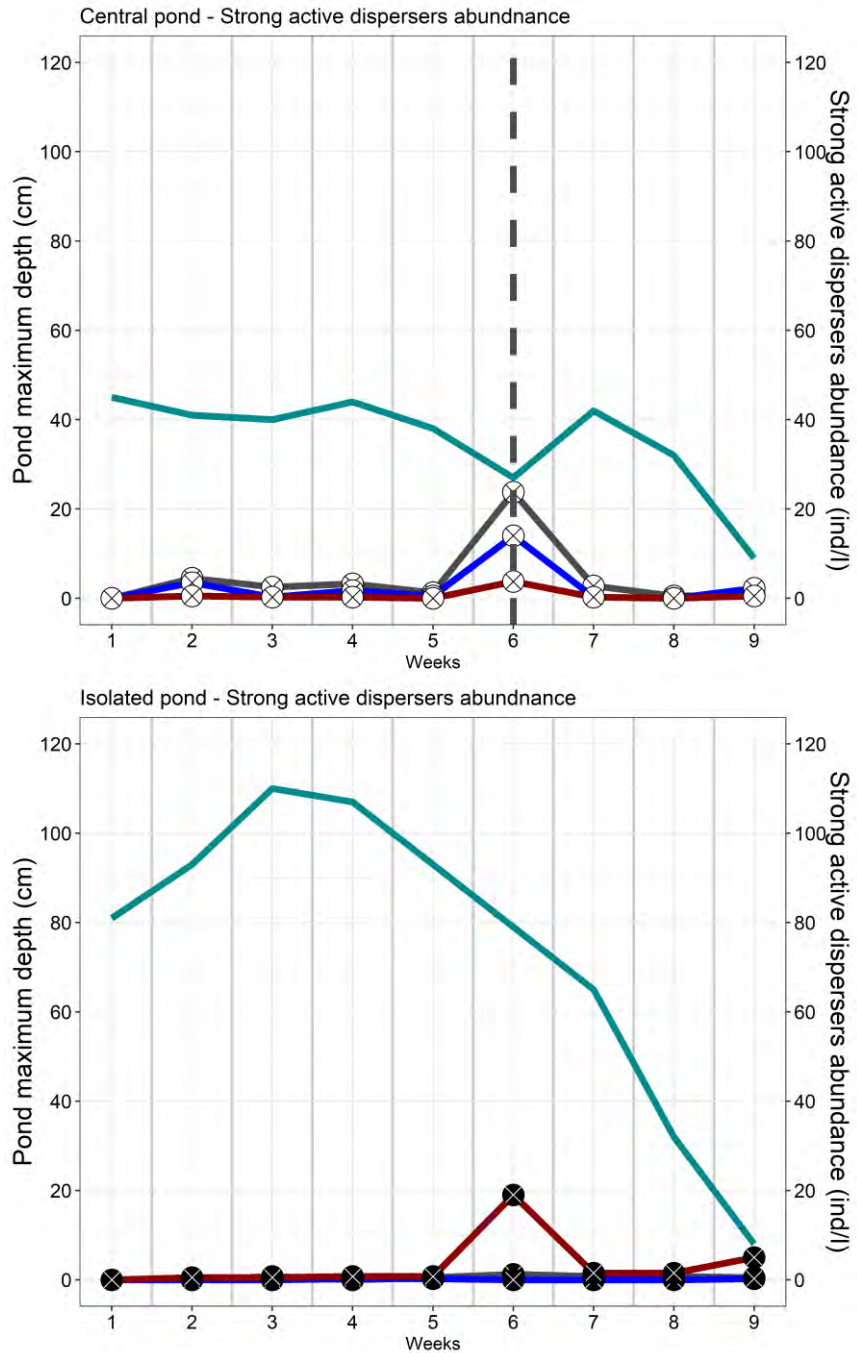 Central pond - Strong active dispersers abundnance
120
100
80
60
40
20
0
Pond maximum depth (cm)
120
100
80
60
40
20
0
Strong active dispersers abundance (ind/l)
1 2 3 4 5 6 7 8 9
Weeks
Isolated pond - Strong active dispersers abundnance
120
100
80
60
40
20
0
Pond maximum depth (cm)
120
100
80
60
40
20
0
Strong active dispersers abundance (ind/l)
1 2 3 4 5 6 7 8 9
Weeks